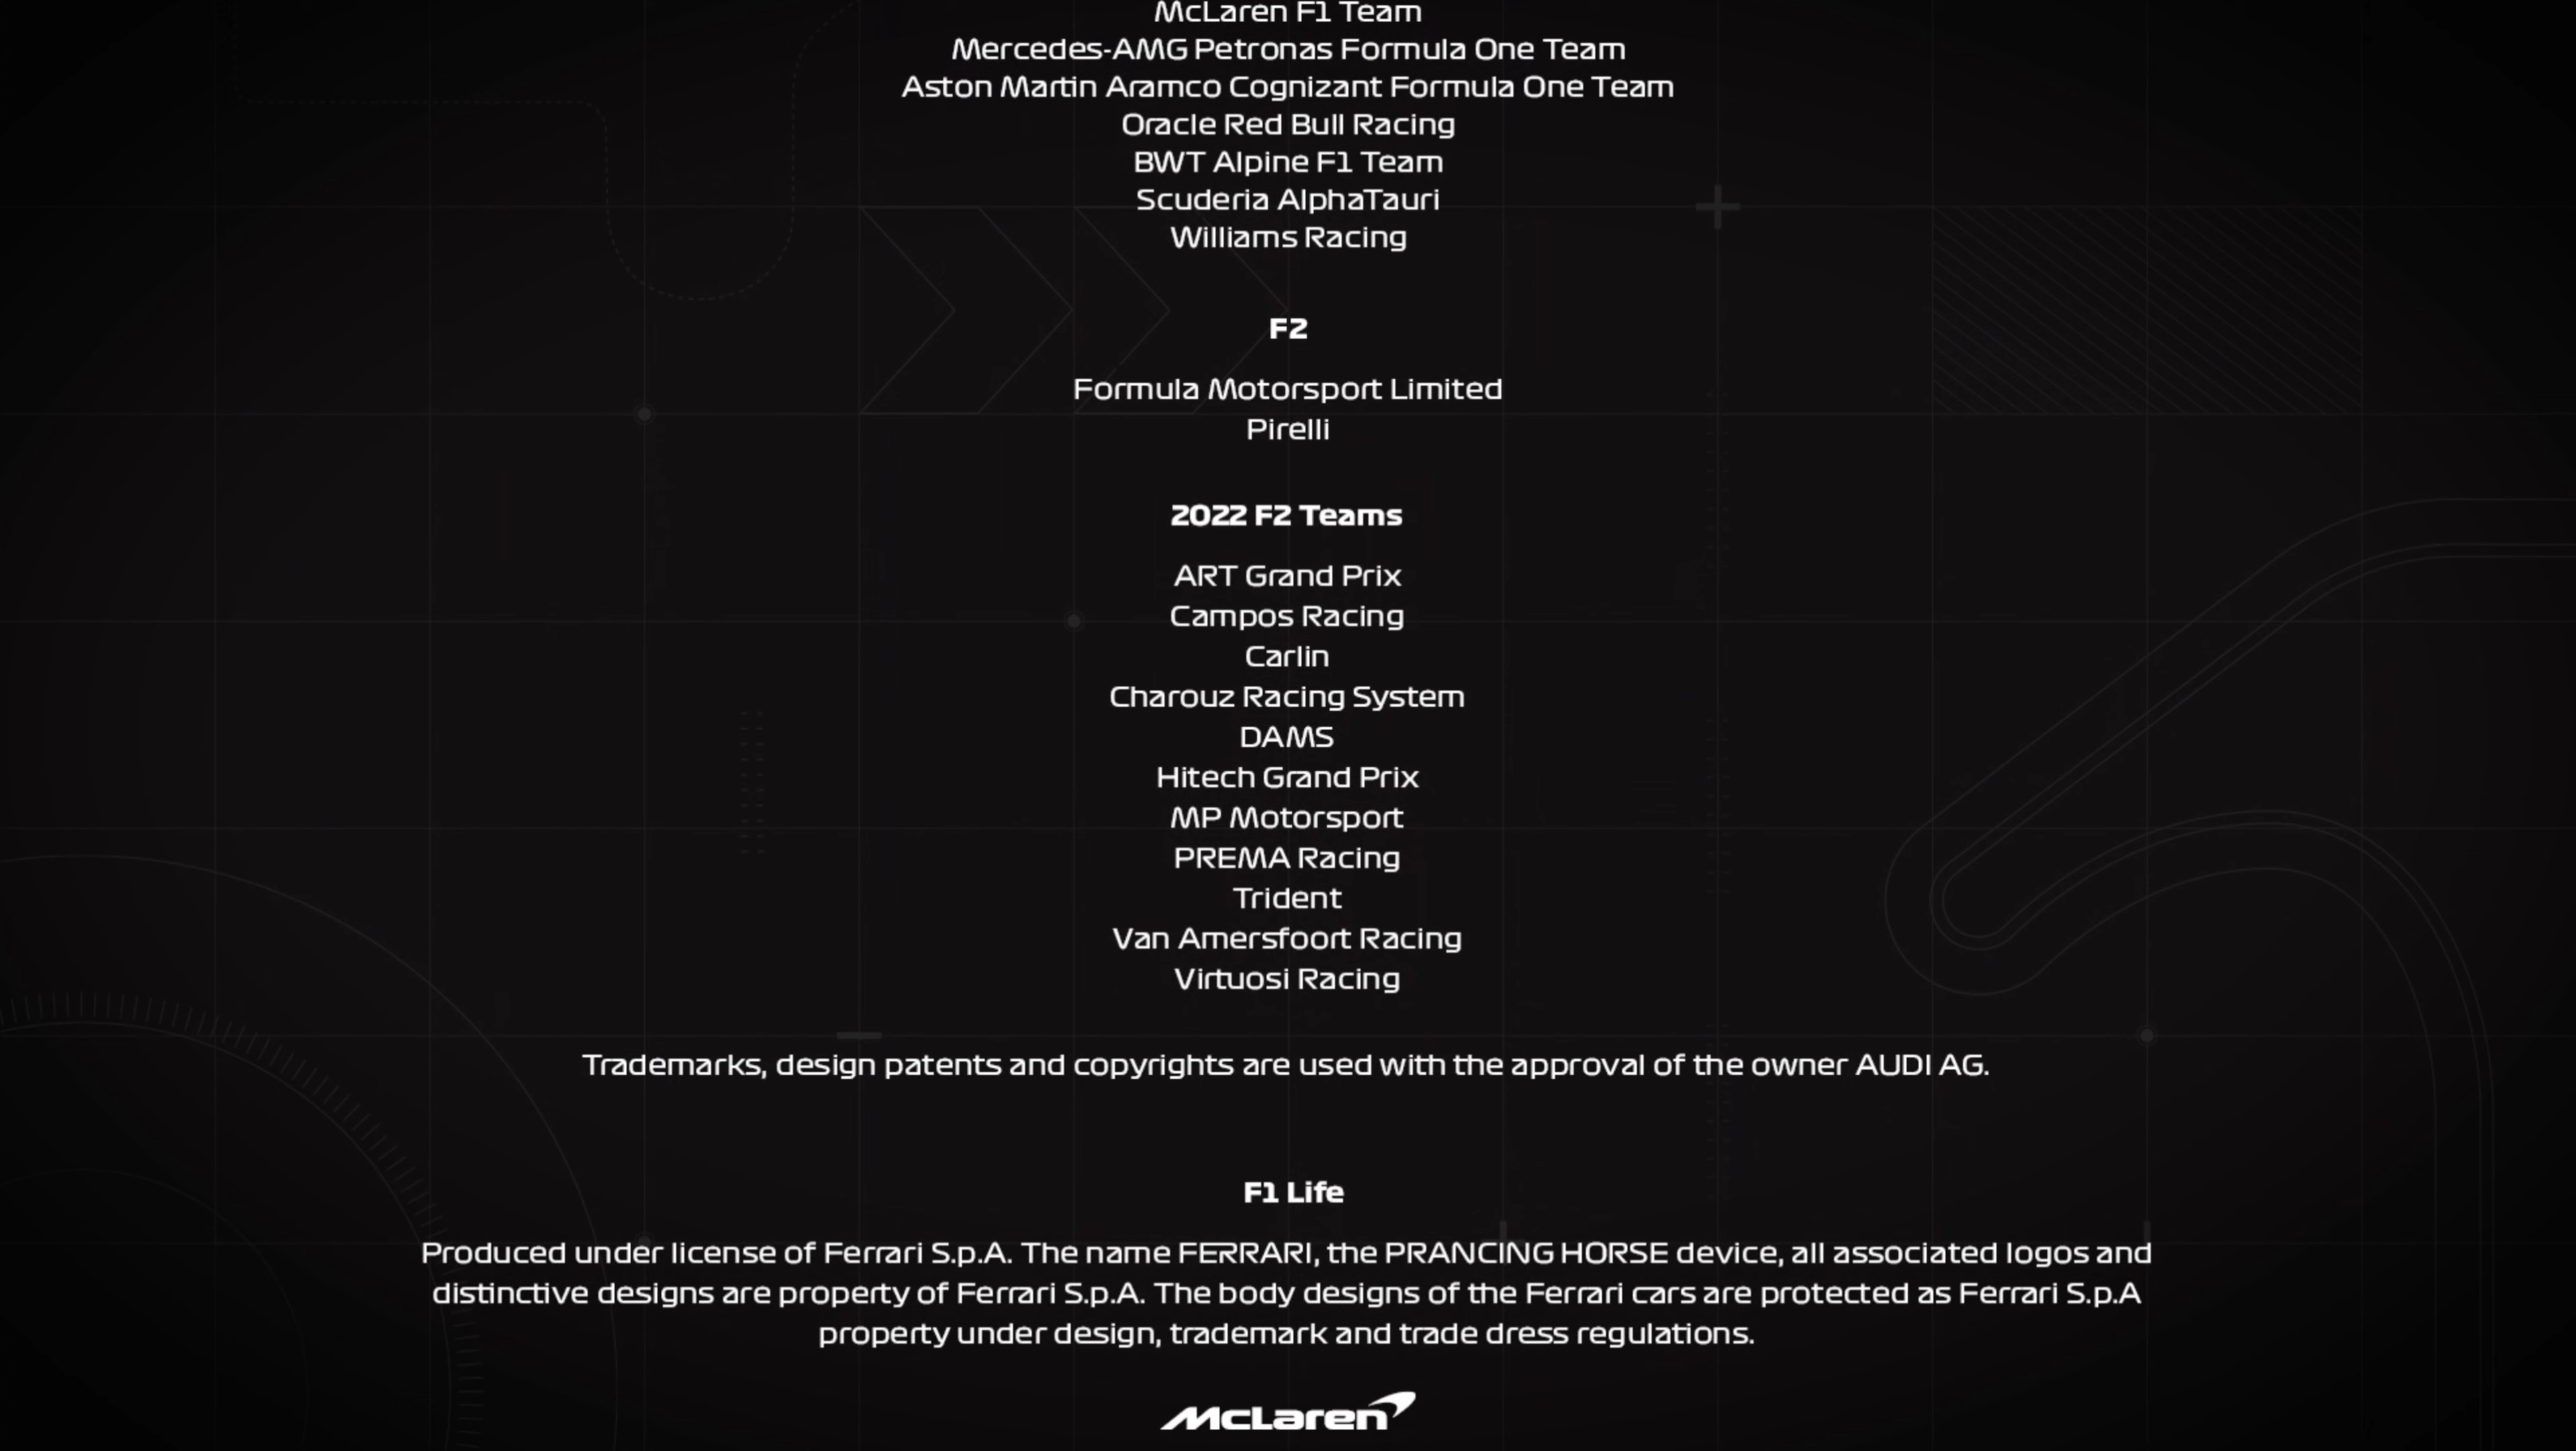 McLaren F1 Team
Mercedes-AMG Petronas Formula One Team
Aston Martin Aramco Cognizant Formula One Team
Oracle Red Bull Racing
BWT Alpine F1 Team
Scuderia AlphaTauri
Williams Racing
F2
Formula Motorsport Limited
Pirelli
2022 F2 Teams
ART Grand Prix
Campos Racing
Carlin
Charouz Racing System
DAMS
Hitech Grand Prix
MP Motorsport
PREMA Racing
Trident
Van Amersfoort Racing
Virtuosi Racing
Trademarks, design patents and copyrights are used with the approval of the owner AUDI AG.
F1 Life
Produced under license of Ferrari S.p.A. The name FERRARI, the PRANCING HORSE device, all associated logos and
distinctive designs are property of Ferrari S.p.A. The body designs of the Ferrari cars are protected as Ferrari S.p.A
property under design, trademark and trade dress regulations.
McLaren